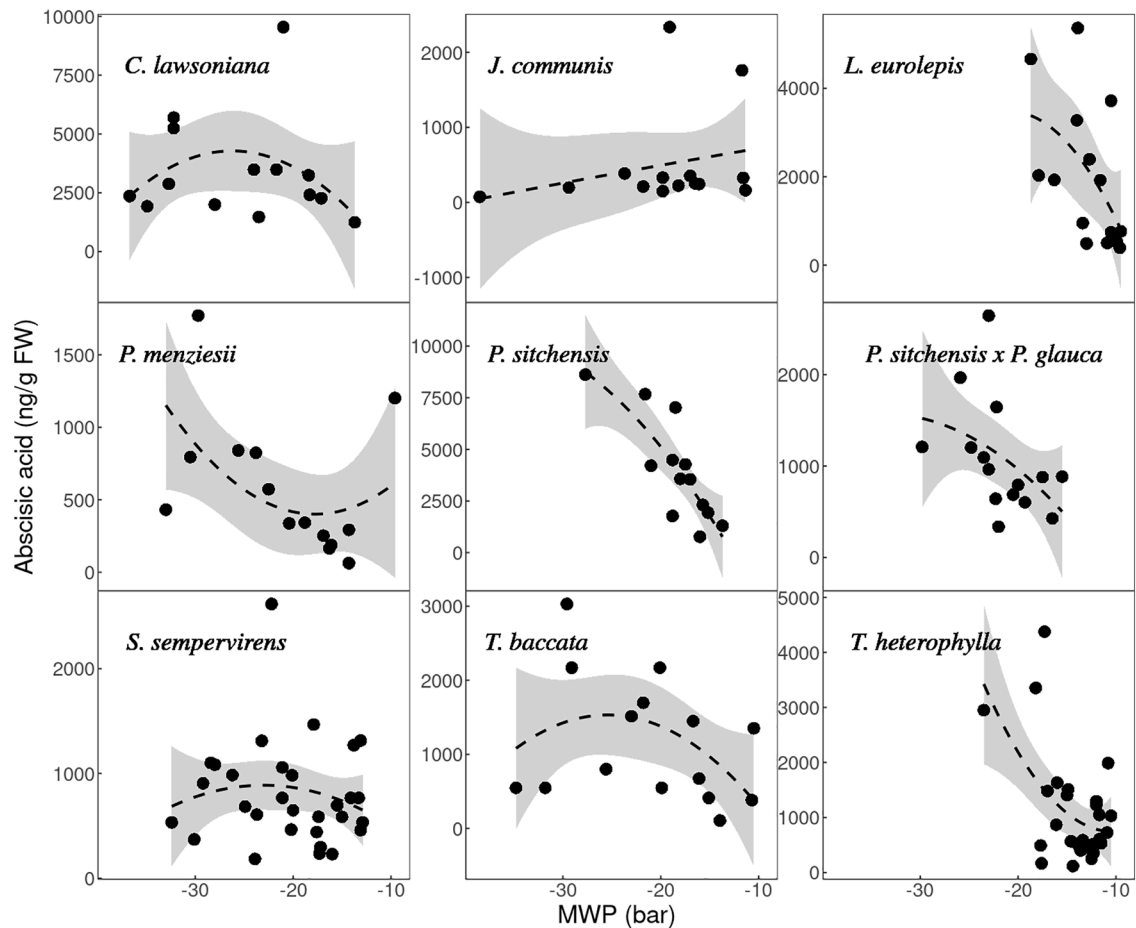 10000
7500
5000
2500
0
C. lawsoniana
2000
1000
0
-1000
J. communis
4000
2000
0
L. eurolepis
Abscisic acid (ng/g FW)
1500
1000
500
0
P. menziesii
10000
7500
5000
2500
0
P. sitchensis
2000
1000
0
P. sitchensis x P. glauca
2000
1000
0
S. sempervirens
3000
2000
1000
0
T. baccata
5000
4000
3000
2000
1000
0
T. heterophylla
-30 -20 -10
-30 -20 -10
-30 -20 -10
MWP (bar)